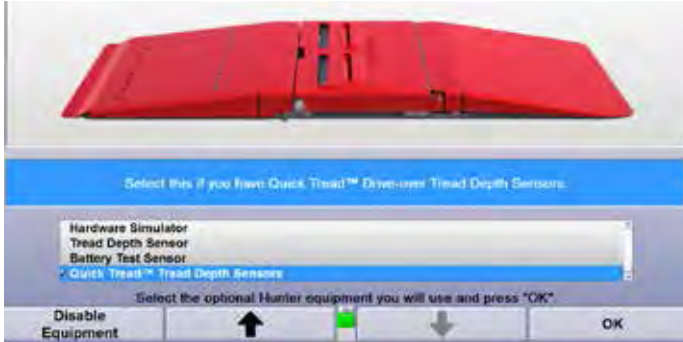 Select this if you have Quick Tread™ Drive-over Tread Depth Sensors.
Hardware Simulator
Tread Depth Sensor
Battery Test Sensor
Quick Tread™ Tread Depth Sensors
Select the optional Hunter equipment you will use and press "OK".
Disable
Equipment
OK